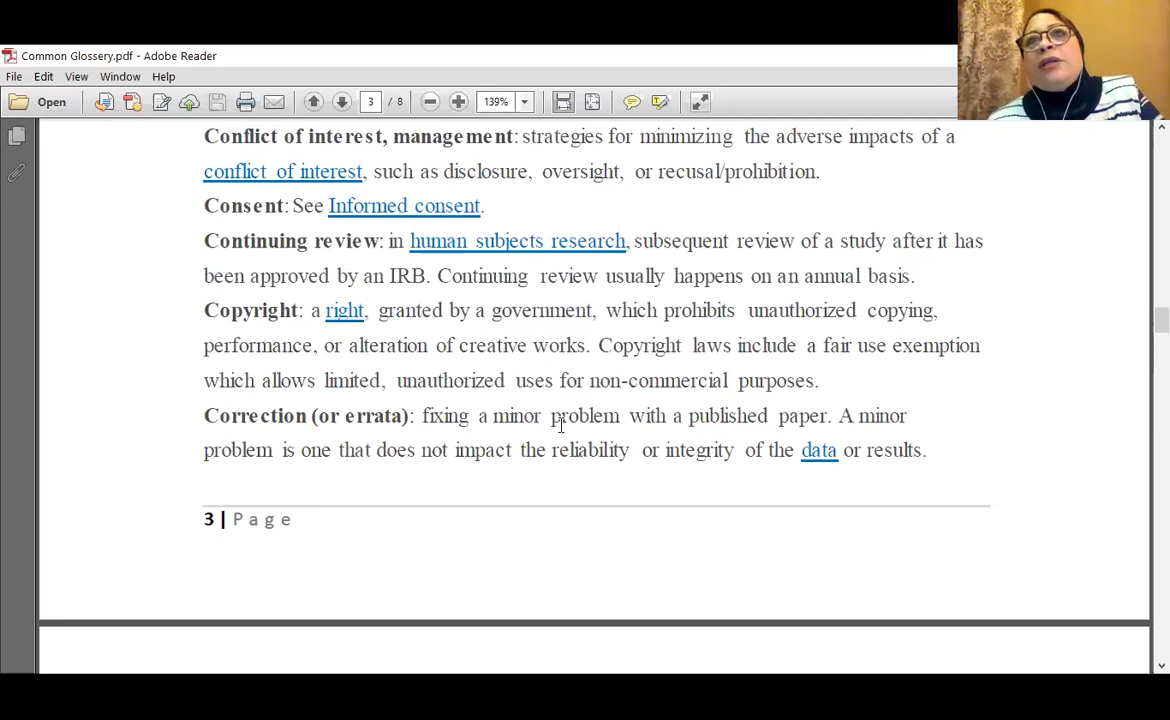 Common Glossery.pdf - Adobe Reader
File Edit View Window Help
Open 3 / 8 139%
Conflict of interest, management: strategies for minimizing the adverse impacts of a
conflict of interest, such as disclosure, oversight, or recusal/prohibition.
Consent: See Informed consent.
Continuing review: in human subjects research, subsequent review of a study after it has
been approved by an IRB. Continuing review usually happens on an annual basis.
Copyright: a right, granted by a government, which prohibits unauthorized copying,
performance, or alteration of creative works. Copyright laws include a fair use exemption
which allows limited, unauthorized uses for non-commercial purposes.
Correction (or errata): fixing a minor problem with a published paper. A minor
problem is one that does not impact the reliability or integrity of the data or results.
3 | Page